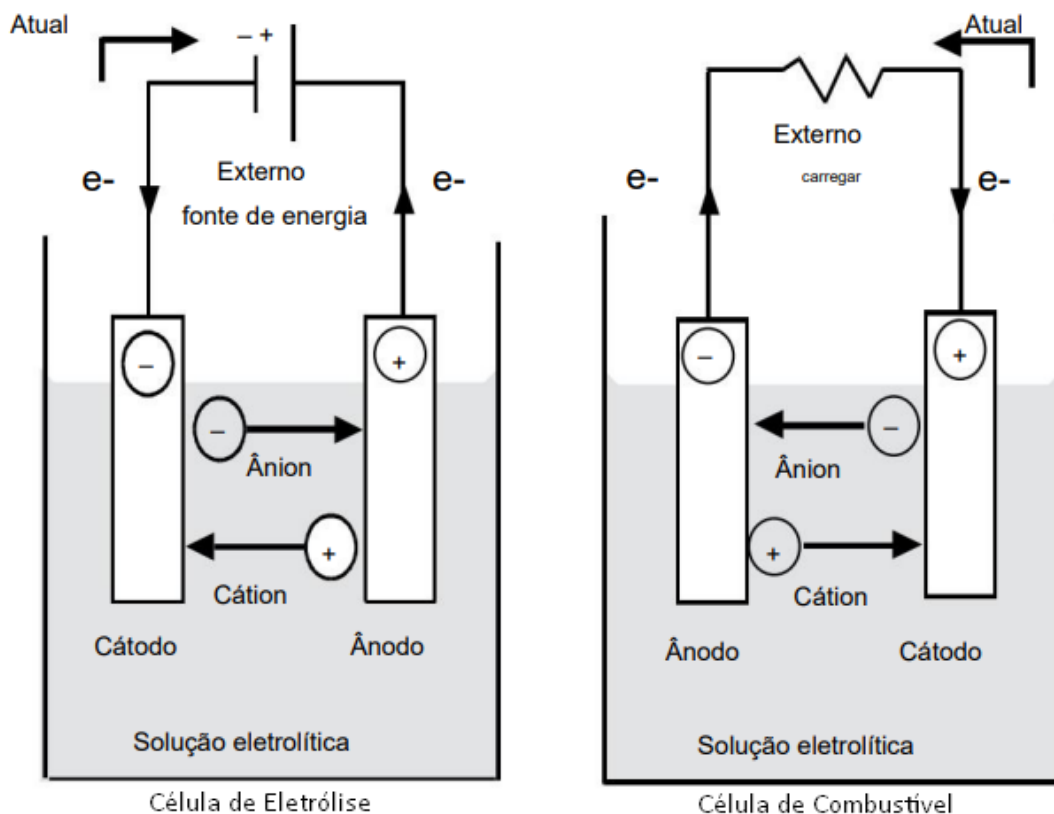 Atual
– +
Externo
fonte de energia
e-
e-
–
+
–
Ânion
+
Cátion
Cátodo
Ânodo
Solução eletrolítica
Célula de Eletrólise
Atual
Externo
carregar
e-
e-
–
+
–
Ânion
+
Cátion
Ânodo
Cátodo
Solução eletrolítica
Célula de Combustível